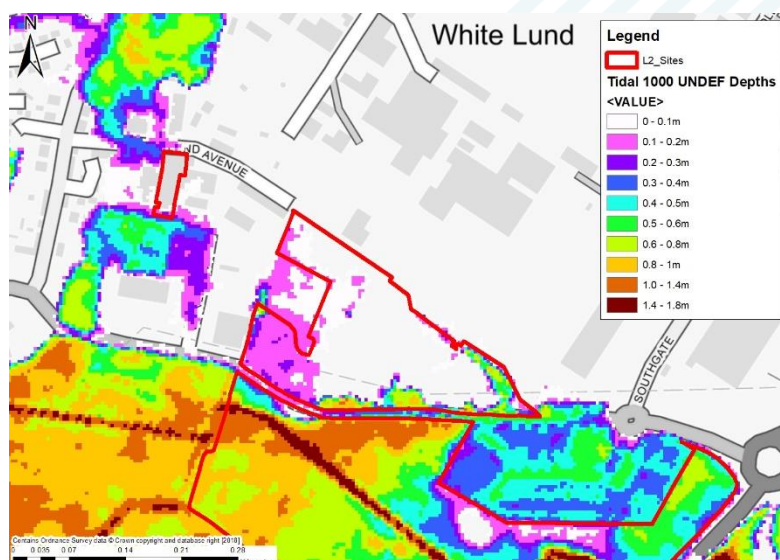 White Lund
N
Legend
L2_Sites
Tidal 1000 UNDEF Depths
<VALUE>
0 - 0.1m
0.1 - 0.2m
0.2 - 0.3m
0.3 - 0.4m
0.4 - 0.5m
0.5 - 0.6m
0.6 - 0.8m
0.8 - 1m
1.0 - 1.4m
1.4 - 1.8m
ND AVENUE
SOUTHGATE
Contains Ordnance Survey data © Crown copyright and database right [2018]
0 0.035 0.07 0.14 0.21 0.28